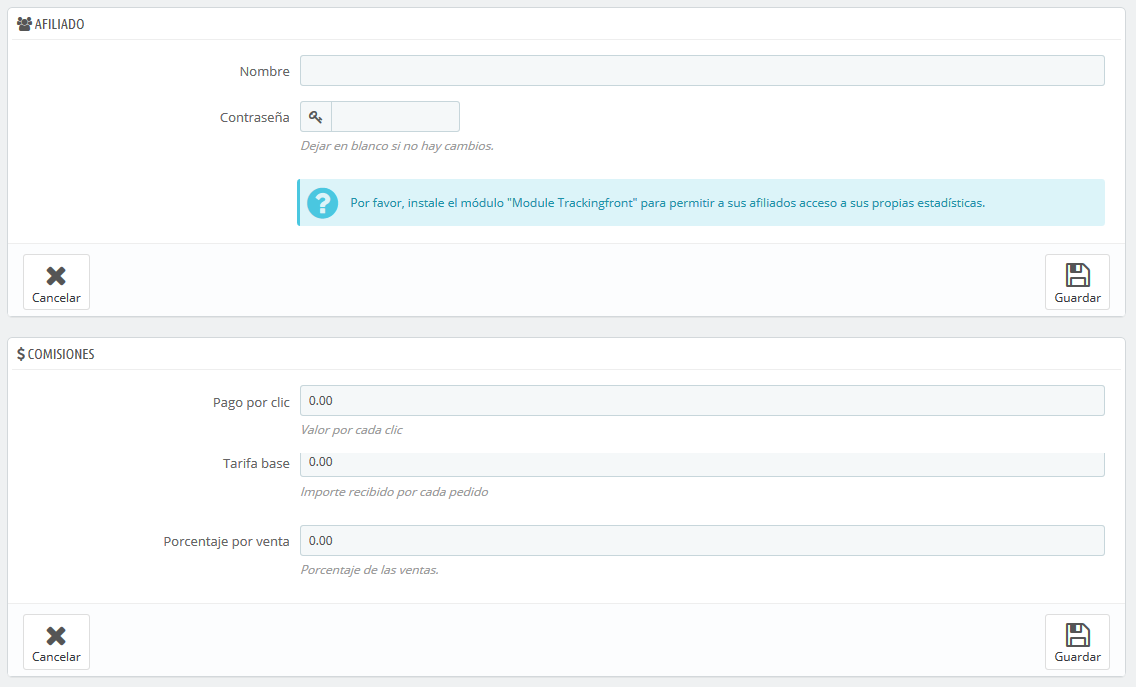 AFILIADO
Nombre
Contraseña
Dejar en blanco si no hay cambios.
Por favor, instale el módulo "Module Trackingfront" para permitir a sus afiliados acceso a sus propias estadísticas.
Cancelar
Guardar
$ COMISIONES
Pago por clic 0.00
Valor por cada clic
Tarifa base 0.00
Importe recibido por cada pedido
Porcentaje por venta 0.00
Porcentaje de las ventas.
Cancelar
Guardar